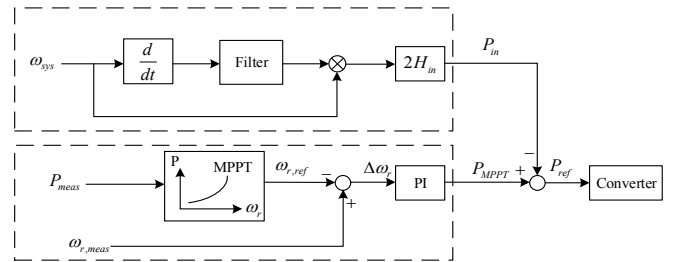 ω_sys
d
dt
Filter
2H_in
P_in
P_meas
P
MPPT
ω_r
ω_r,ref
−
+
Δω_r
PI
P_MPPT
−
+
P_ref
Converter
ω_r,meas